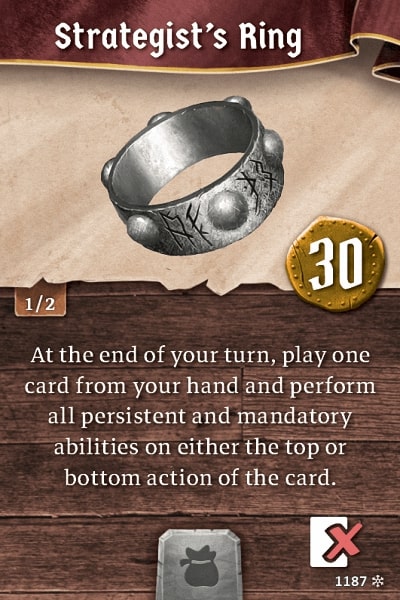 Strategist's Ring
30
1/2
At the end of your turn, play one
card from your hand and perform
all persistent and mandatory
abilities on either the top or
bottom action of the card.
1187